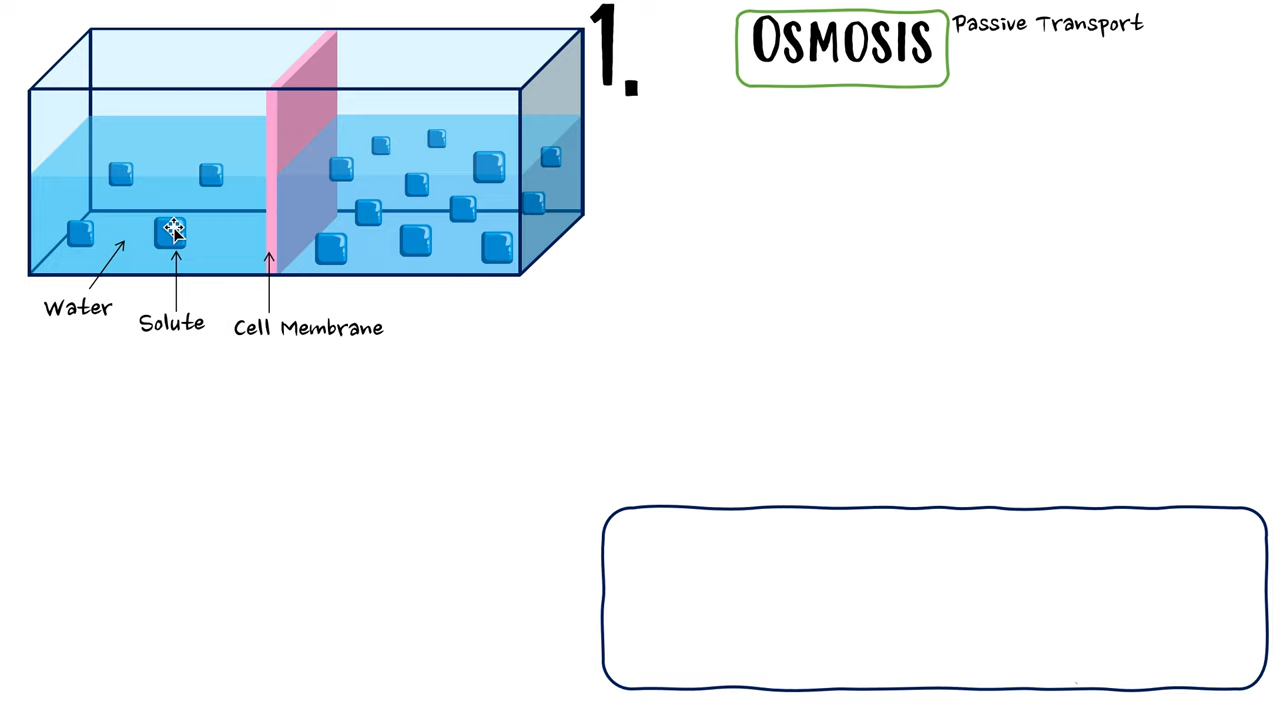 1.
OSMOSIS
Passive Transport
Water
Solute
Cell Membrane